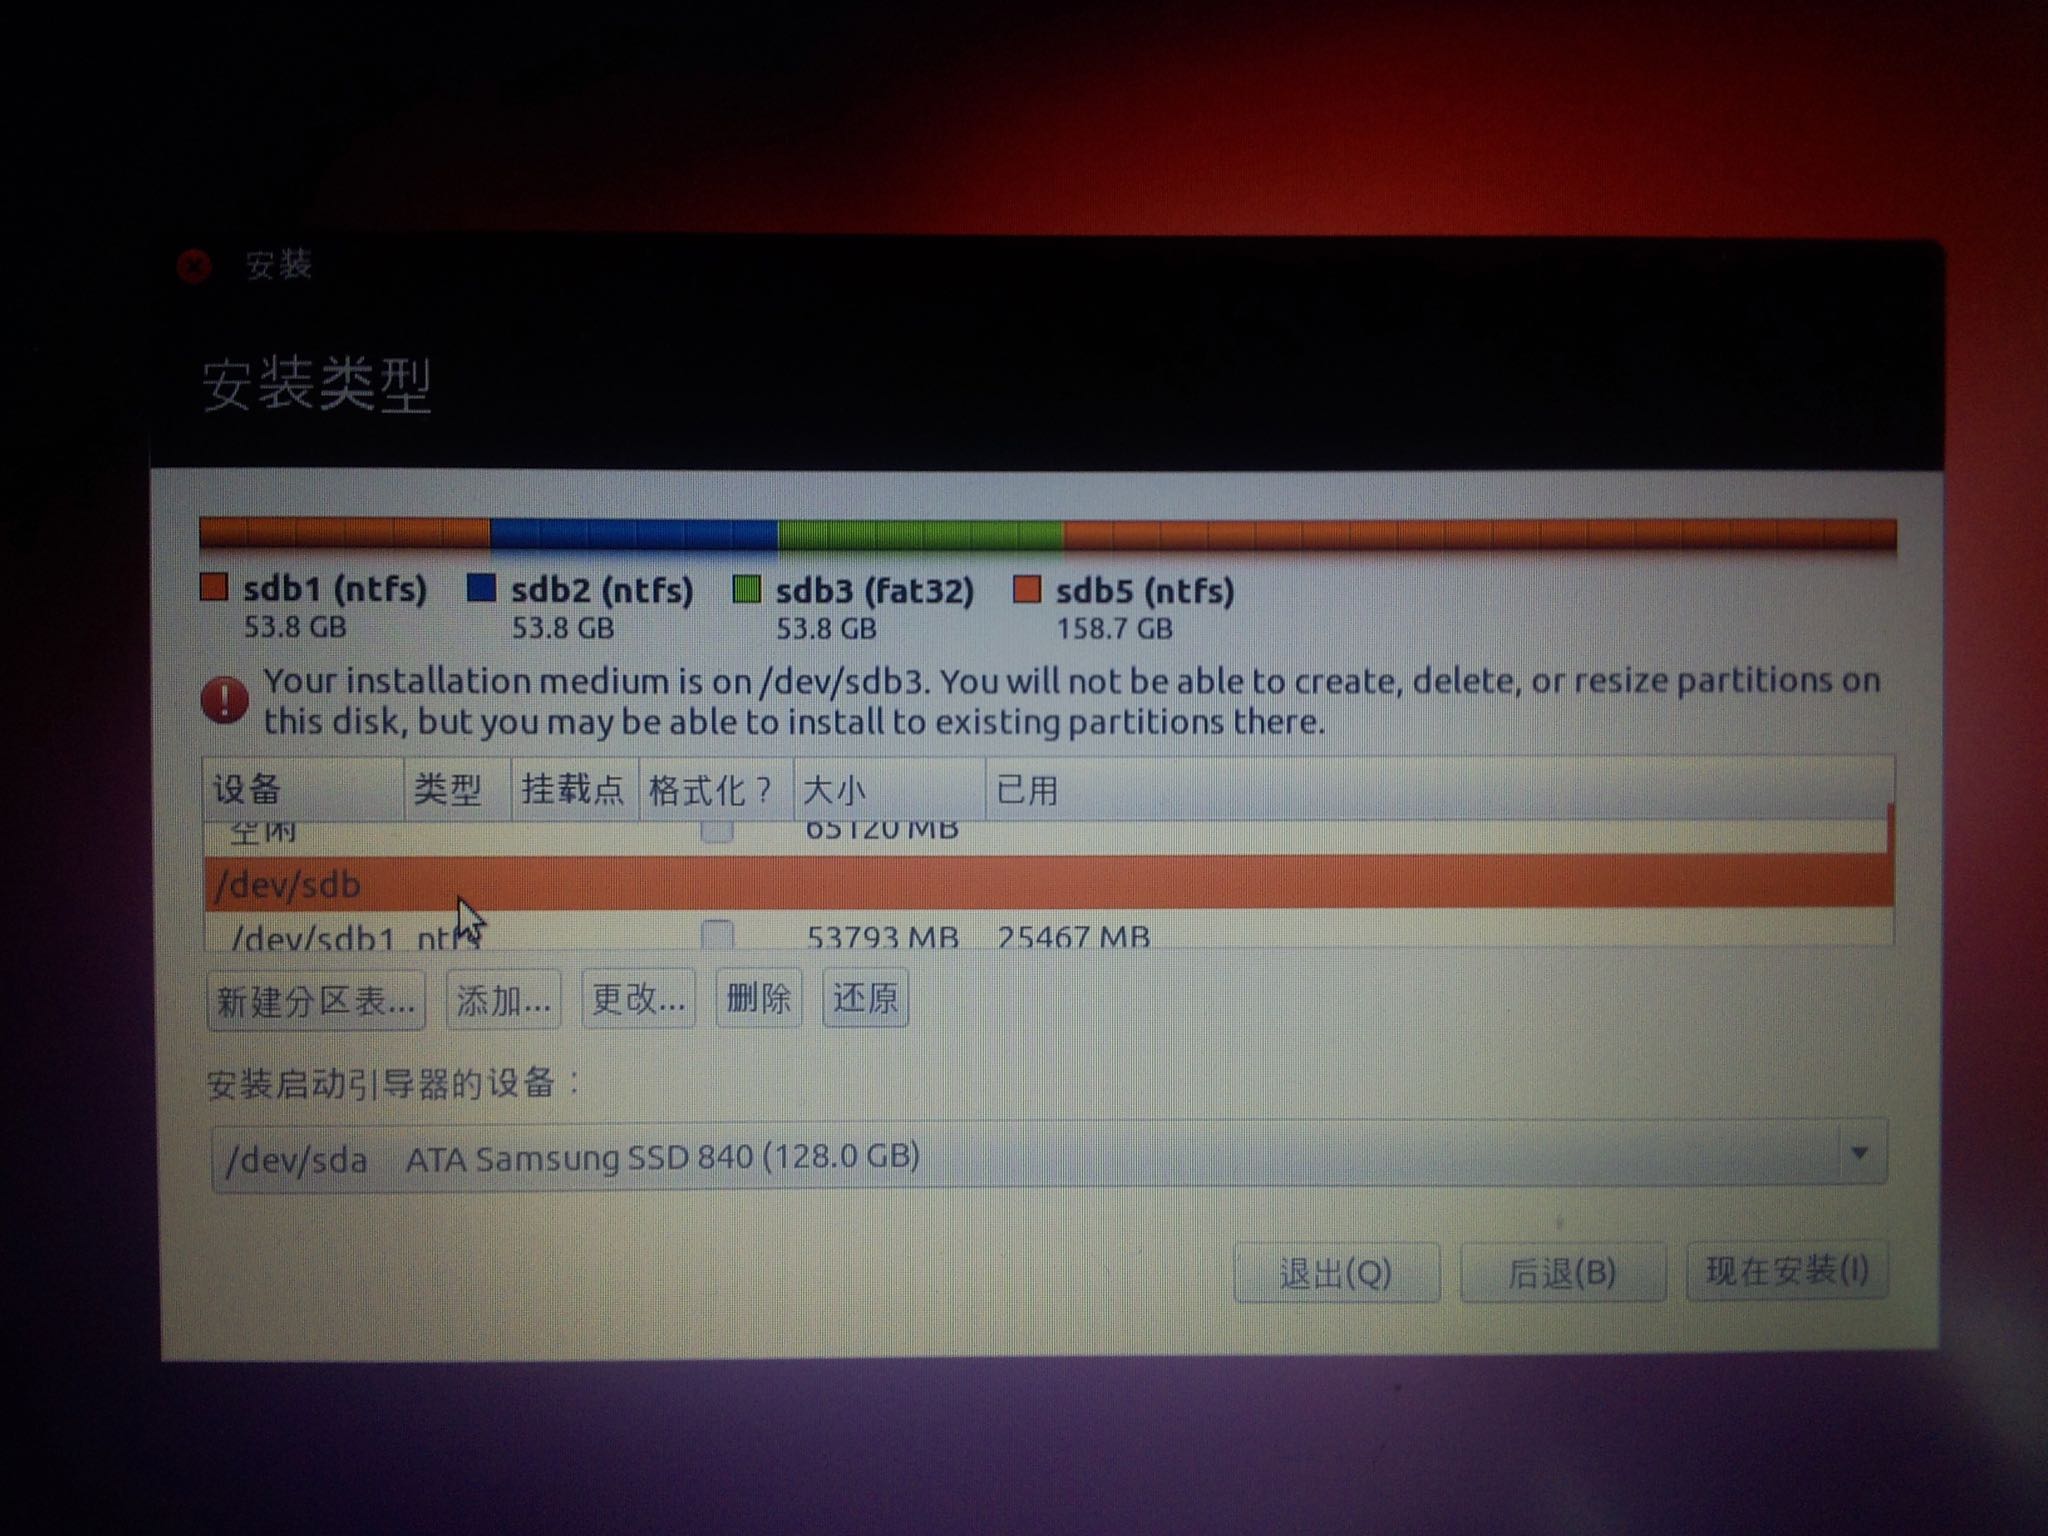 安装
安装类型
sdb1 (ntfs) sdb2 (ntfs) sdb3 (fat32) sdb5 (ntfs)
53.8 GB 53.8 GB 53.8 GB 158.7 GB
Your installation medium is on /dev/sdb3. You will not be able to create, delete, or resize partitions on
this disk, but you may be able to install to existing partitions there.
设备 类型 挂载点 格式化？ 大小 已用
空闲 65120 MB
/dev/sdb
/dev/sdb1 ntfs 53793 MB 25467 MB
新建分区表... 添加... 更改... 删除 还原
安装启动引导器的设备：
/dev/sda ATA Samsung SSD 840 (128.0 GB)
退出(Q) 后退(B) 现在安装(I)